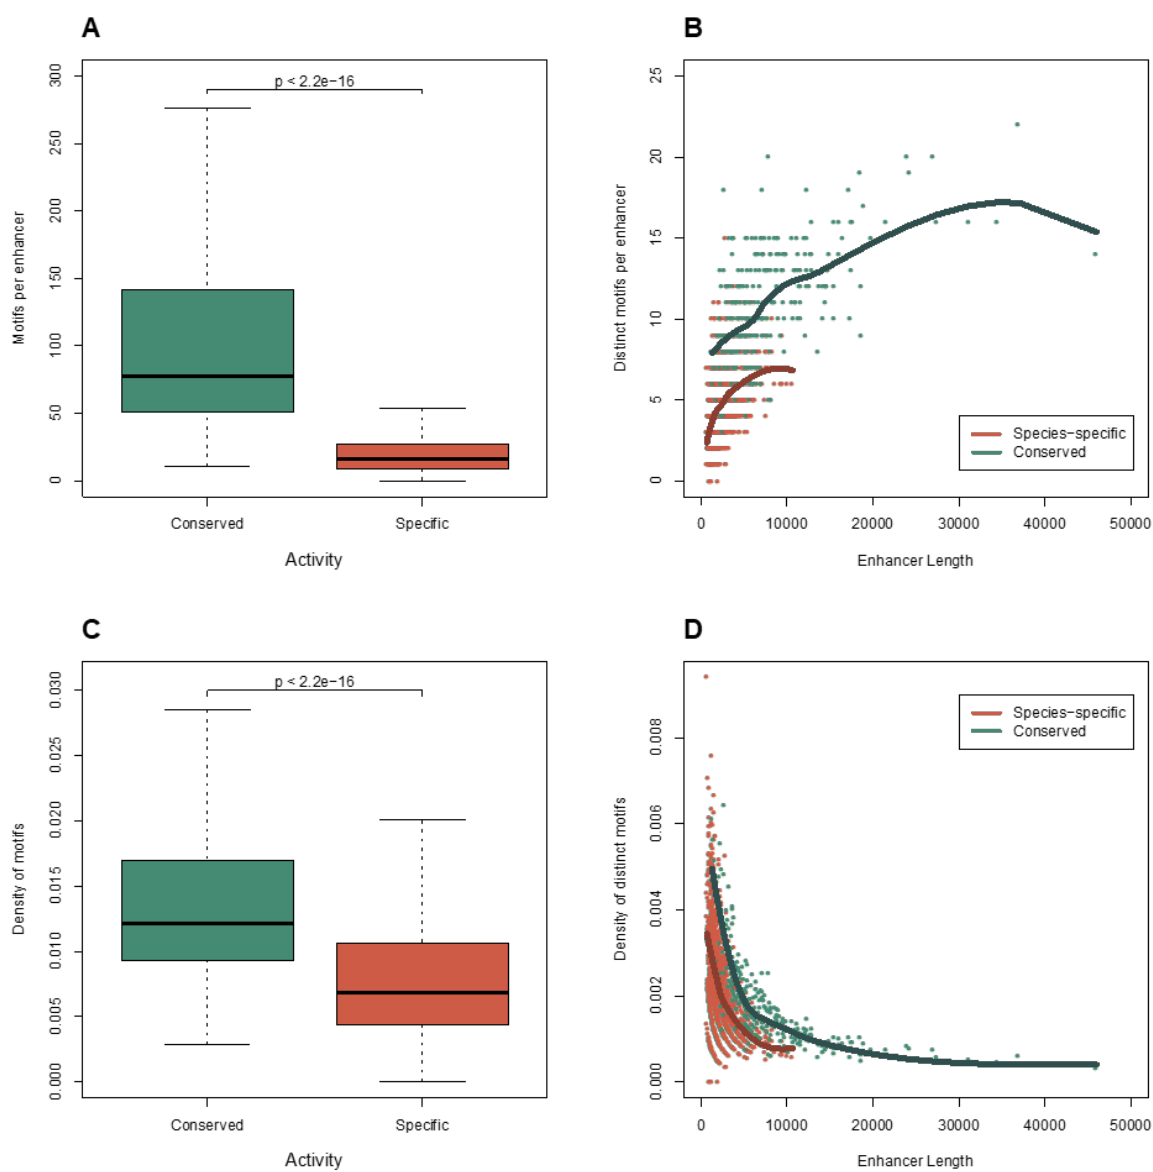 A
Motifs per enhancer
300
250
200
150
100
50
0
p < 2.2e−16
Conserved
Specific
Activity
B
Distinct motifs per enhancer
25
20
15
10
5
0
Species−specific
Conserved
0
10000
20000
30000
40000
50000
Enhancer Length
C
Density of motifs
0.030
0.025
0.020
0.015
0.010
0.005
0.000
p < 2.2e−16
Conserved
Specific
Activity
D
Density of distinct motifs
0.008
0.006
0.004
0.002
0.000
Species−specific
Conserved
0
10000
20000
30000
40000
50000
Enhancer Length